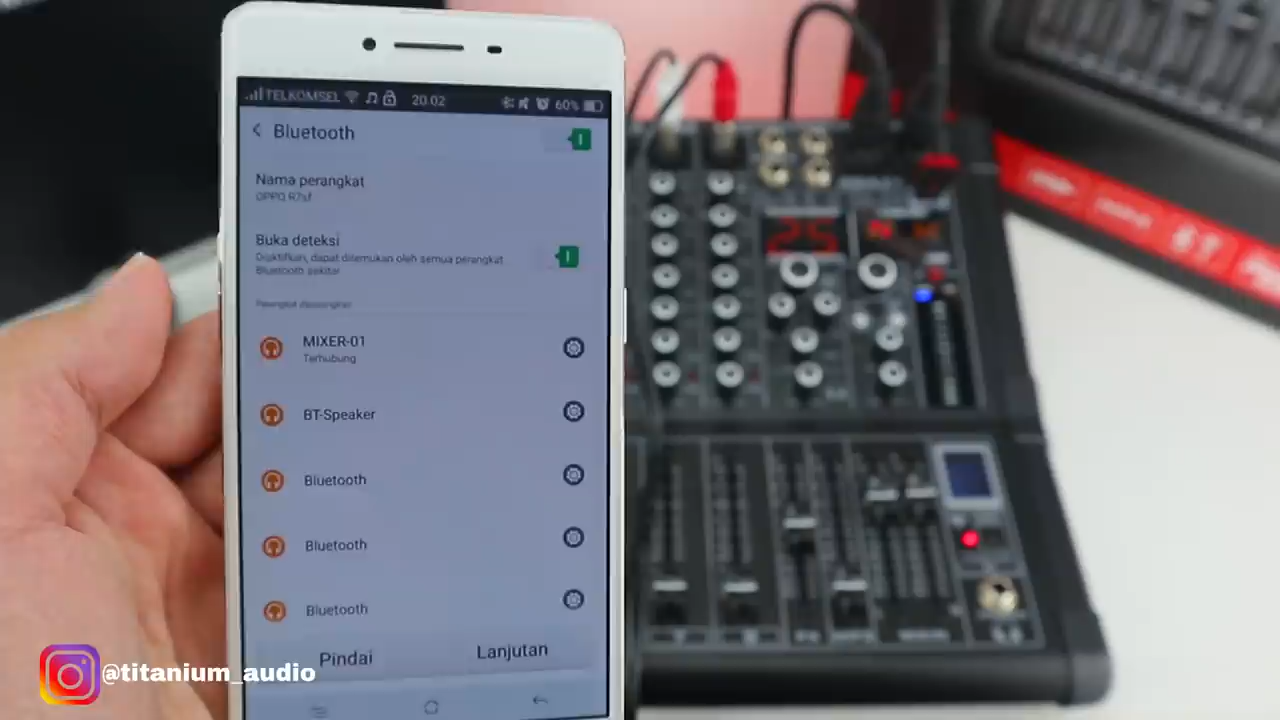 TELKOMSEL 20.02 60%
Bluetooth
Nama perangkat
OPPO R7sf
Buka deteksi
Diaktifkan, dapat ditemukan oleh semua perangkat
Bluetooth sekitar
MIXER-01
Terhubung
BT-Speaker
Bluetooth
Bluetooth
Bluetooth
Pindai Lanjutan
@titanium_audio
25